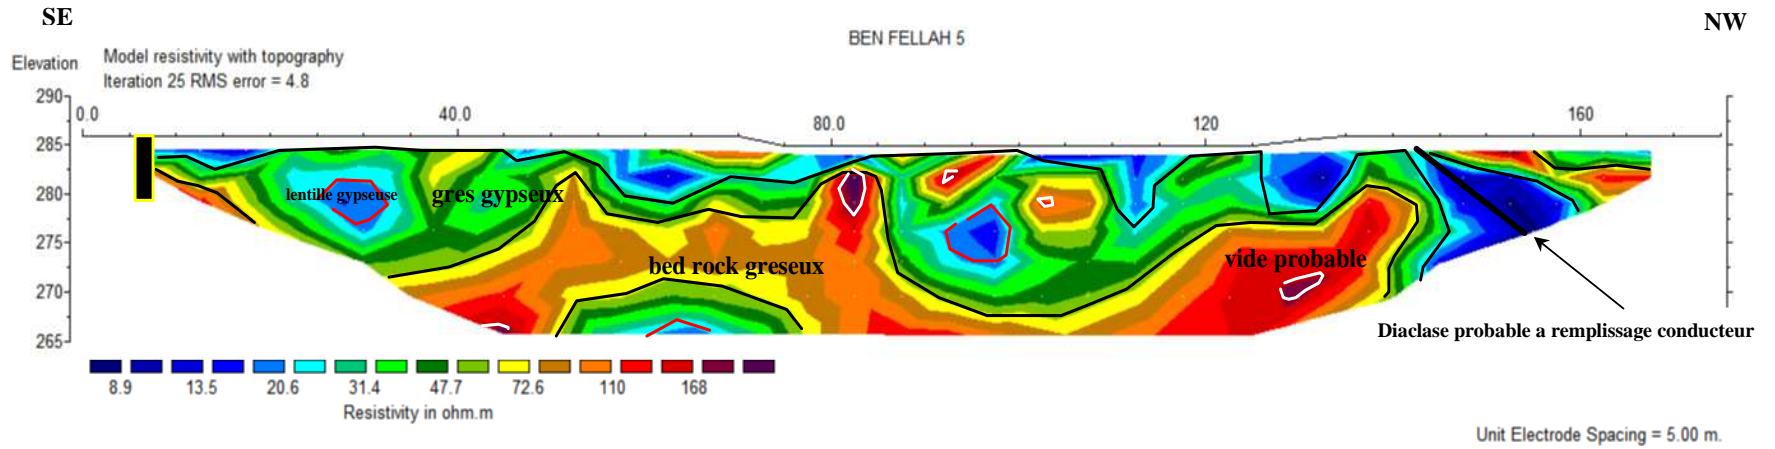 SE
NW
BEN FELLAH 5
Elevation
Model resistivity with topography
Iteration 25 RMS error = 4.8
290
0.0
40.0
80.0
120
160
285
280
275
270
265
lentille gypseuse
gres gypseux
bed rock greseux
vide probable
Diaclase probable a remplissage conducteur
8.9 13.5 20.6 31.4 47.7 72.6 110 168
Resistivity in ohm.m
Unit Electrode Spacing = 5.00 m.